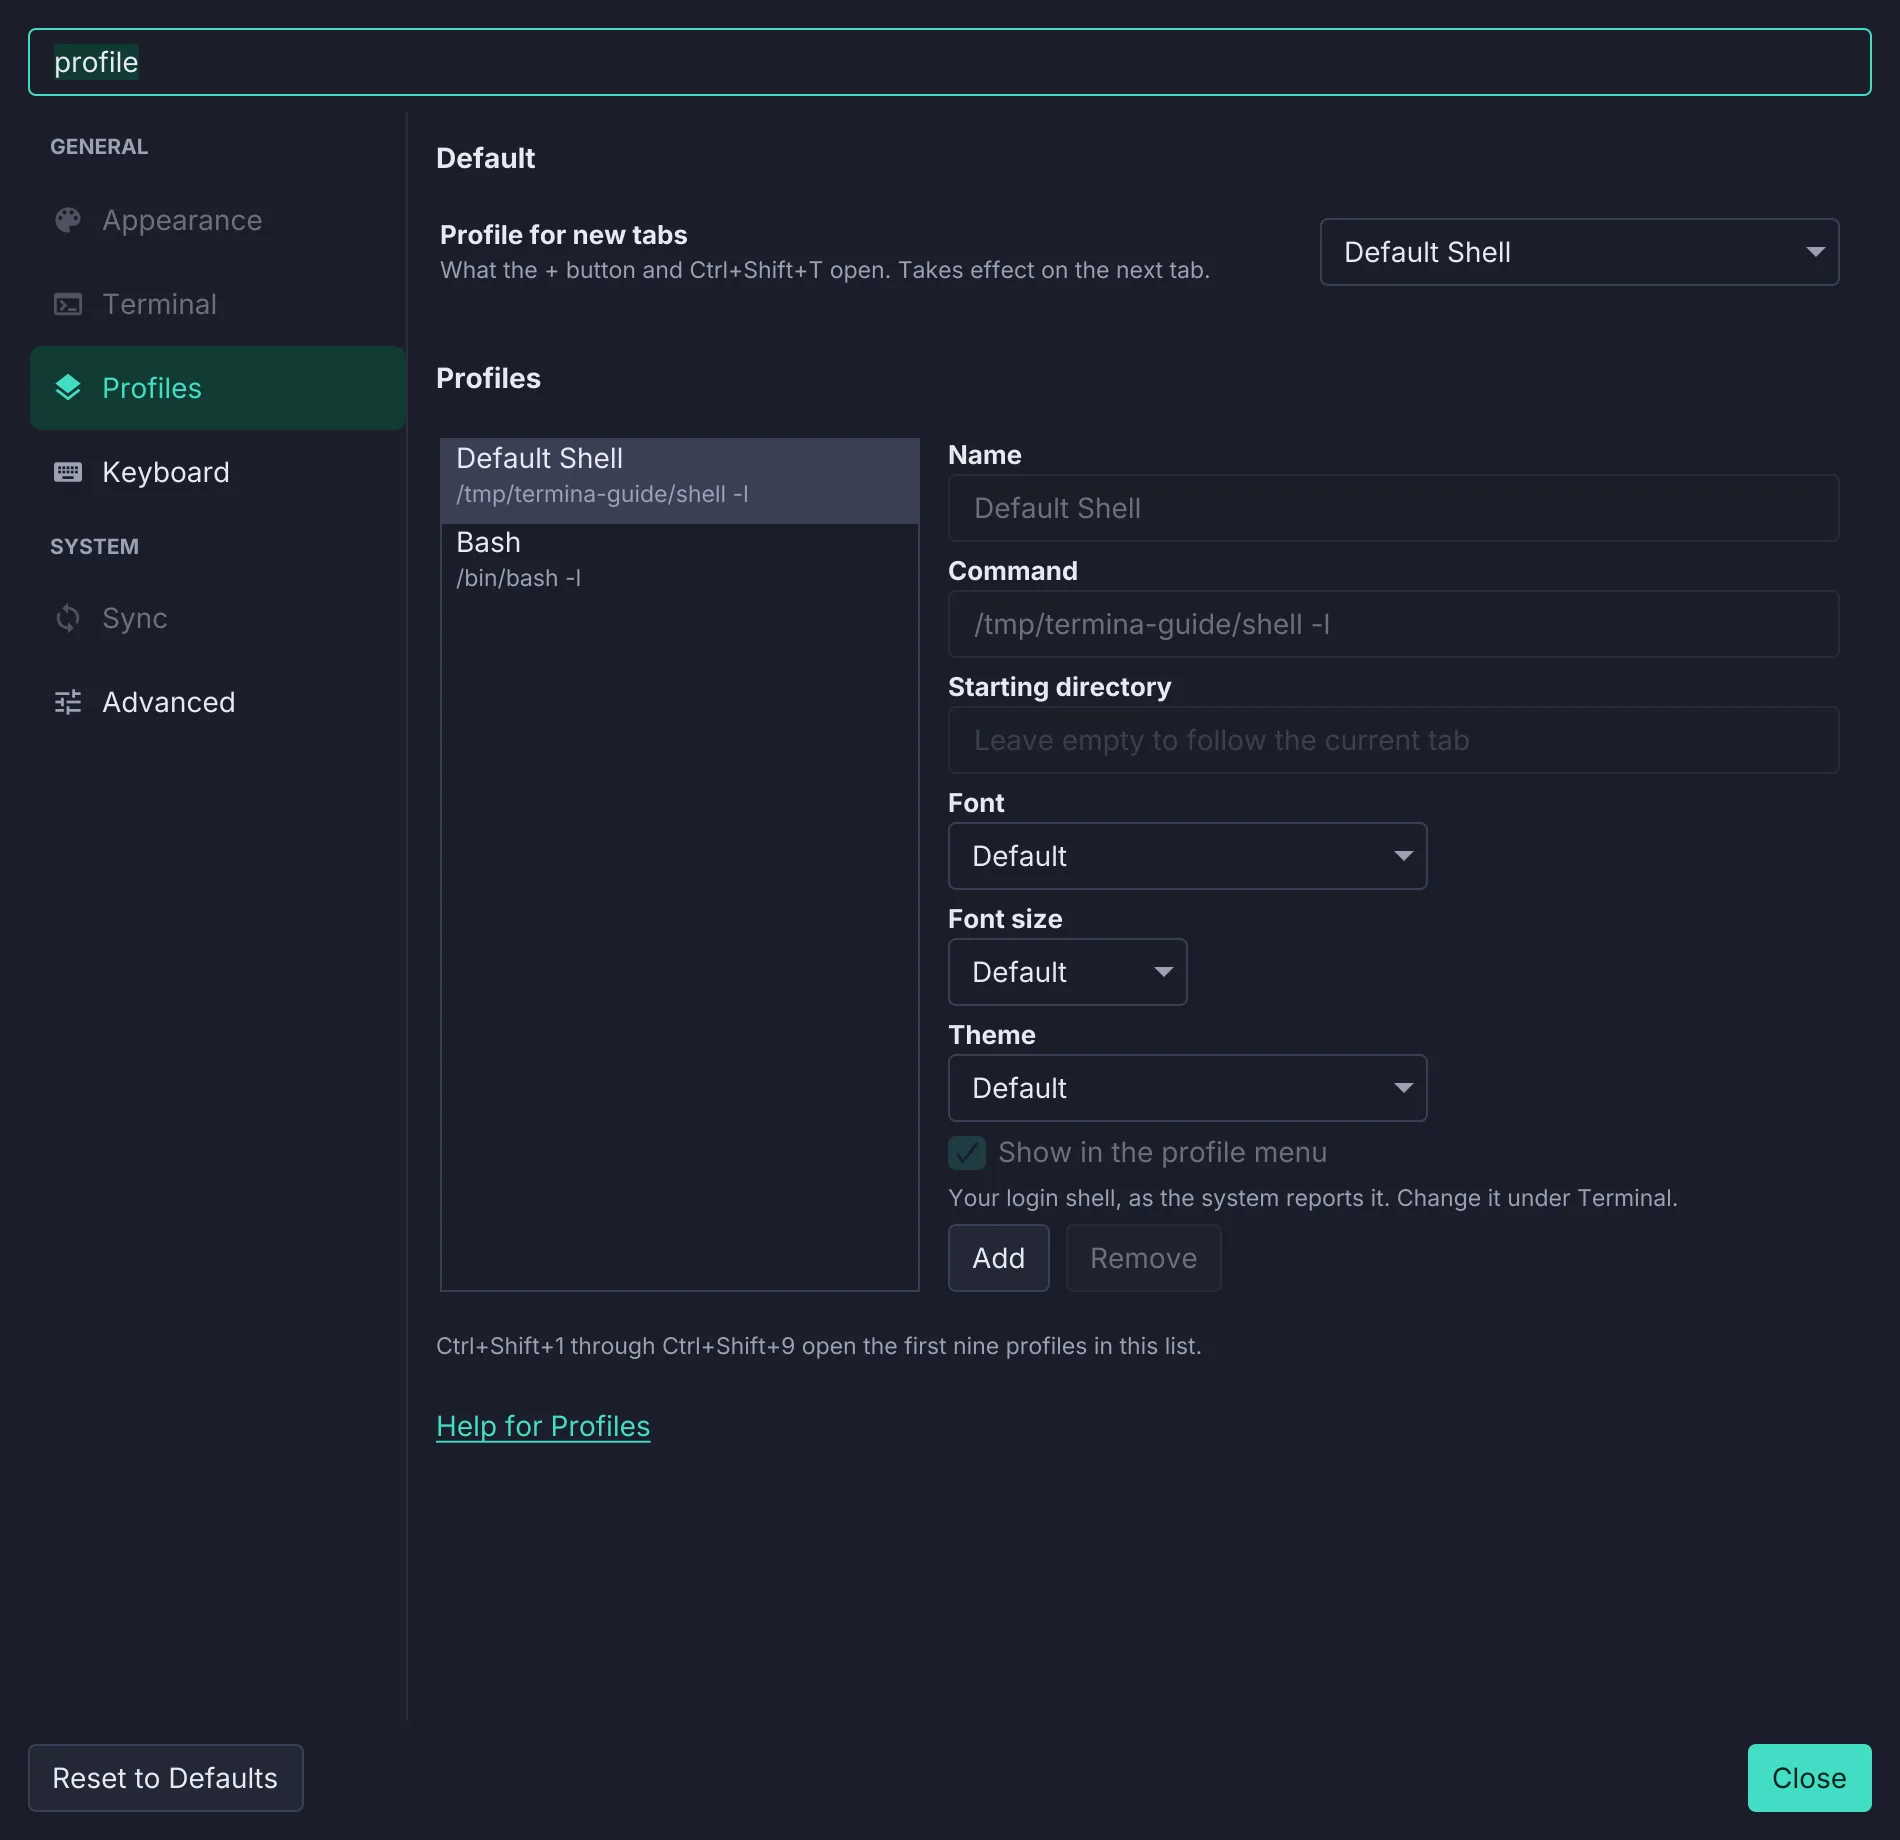 profile
GENERAL
Appearance
Terminal
Profiles
Keyboard
SYSTEM
Sync
Advanced
Default
Profile for new tabs
What the + button and Ctrl+Shift+T open. Takes effect on the next tab.
Default Shell
Profiles
Default Shell
/tmp/termina-guide/shell -l
Bash
/bin/bash -l
Name
Default Shell
Command
/tmp/termina-guide/shell -l
Starting directory
Leave empty to follow the current tab
Font
Default
Font size
Default
Theme
Default
Show in the profile menu
Your login shell, as the system reports it. Change it under Terminal.
Add
Remove
Ctrl+Shift+1 through Ctrl+Shift+9 open the first nine profiles in this list.
Help for Profiles
Reset to Defaults
Close